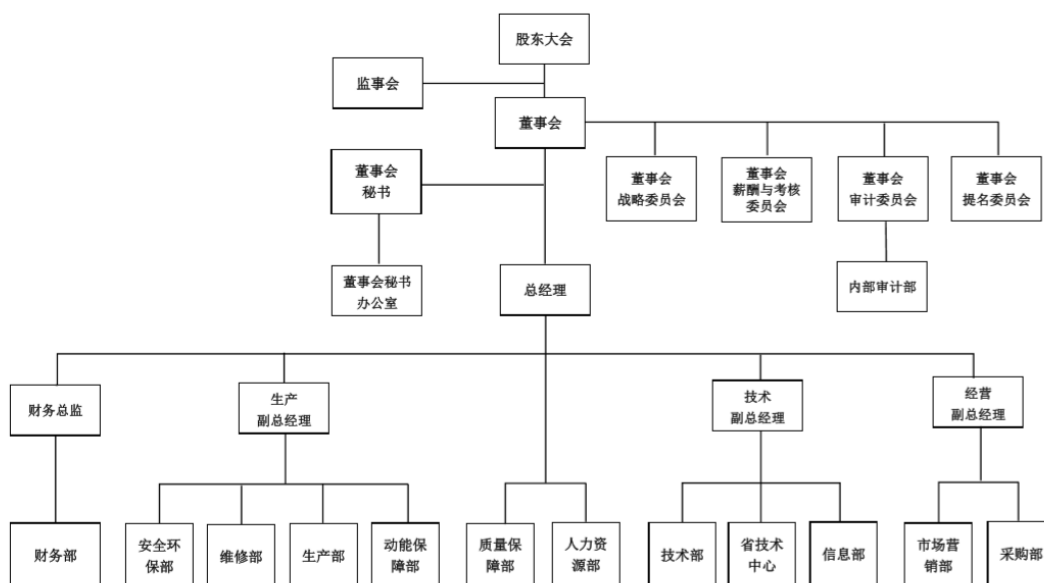 股东大会
监事会
董事会
董事会
秘书
董事会
战略委员会
董事会
薪酬与考核
委员会
董事会
审计委员会
董事会
提名委员会
董事会秘书
办公室
总经理
内部审计部
财务总监
生产
副总经理
技术
副总经理
经营
副总经理
财务部
安全环
保部
维修部
生产部
动能保
障部
质量保
障部
人力资
源部
技术部
省技术
中心
信息部
市场营
销部
采购部